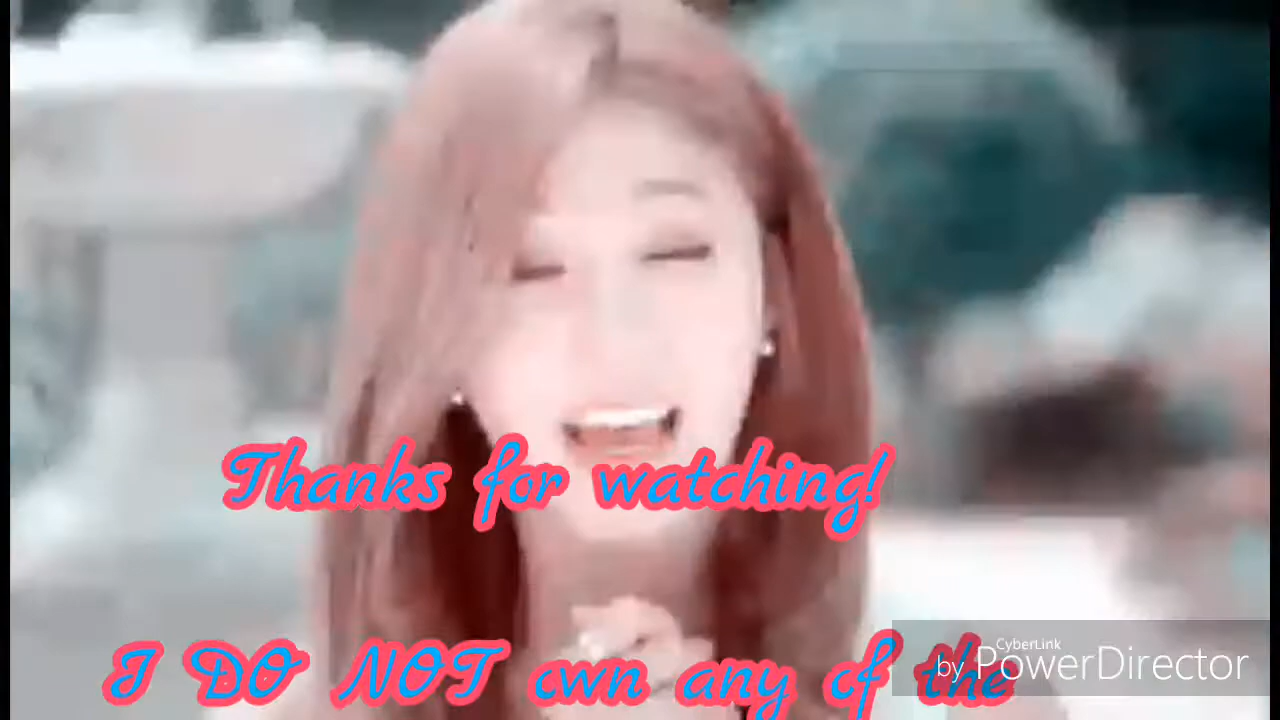 Thanks for watching!
I DO NOT own any of the
CyberLink
by PowerDirector